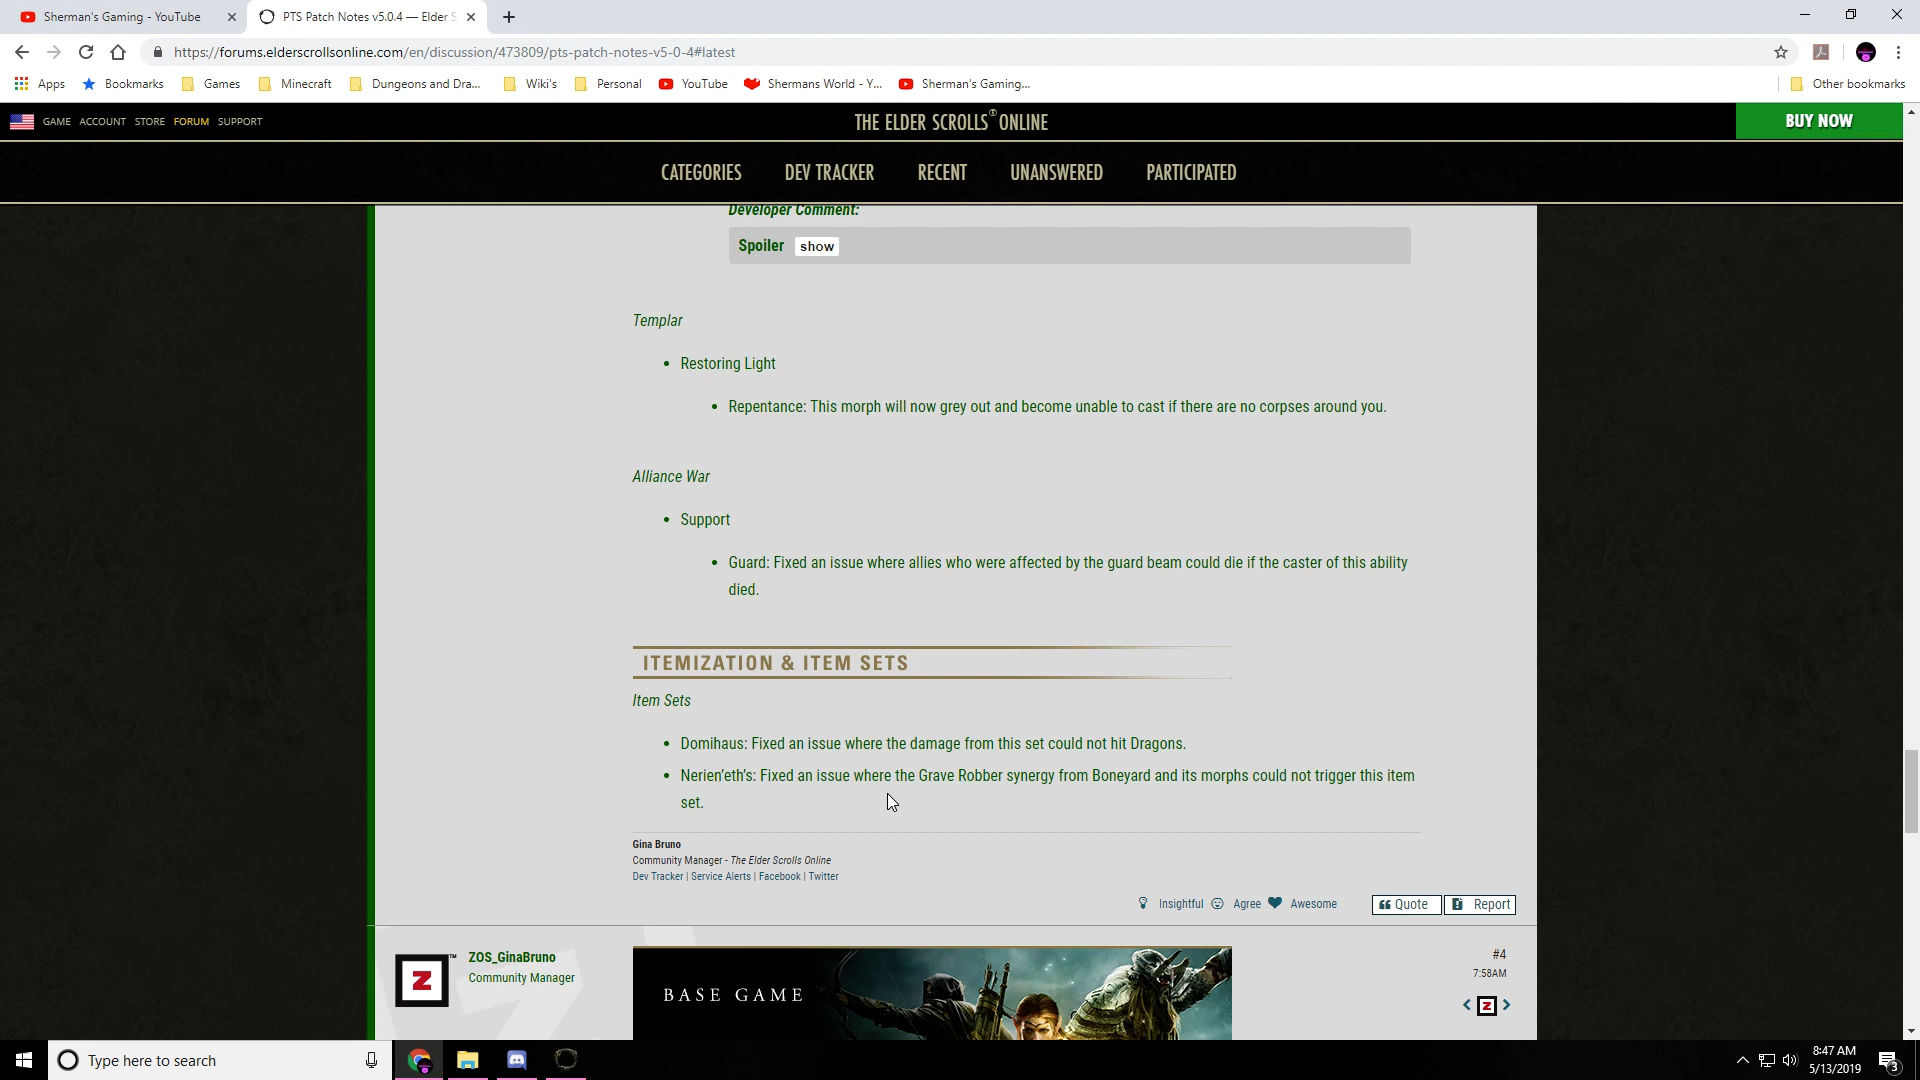 Sherman's Gaming - YouTube
PTS Patch Notes v5.0.4 — Elder S
https://forums.elderscrollsonline.com/en/discussion/473809/pts-patch-notes-v5-0-4#latest
Apps Bookmarks Games Minecraft Dungeons and Dra... Wiki's Personal YouTube Shermans World - Y... Sherman's Gaming... Other bookmarks
GAME ACCOUNT STORE FORUM SUPPORT
THE ELDER SCROLLS® ONLINE
BUY NOW
CATEGORIES DEV TRACKER RECENT UNANSWERED PARTICIPATED
Developer Comment:
Spoiler show
Templar
• Restoring Light
• Repentance: This morph will now grey out and become unable to cast if there are no corpses around you.
Alliance War
• Support
• Guard: Fixed an issue where allies who were affected by the guard beam could die if the caster of this ability
died.
ITEMIZATION & ITEM SETS
Item Sets
• Domihaus: Fixed an issue where the damage from this set could not hit Dragons.
• Nerien’eth’s: Fixed an issue where the Grave Robber synergy from Boneyard and its morphs could not trigger this item
set.
Gina Bruno
Community Manager - The Elder Scrolls Online
Dev Tracker | Service Alerts | Facebook | Twitter
Insightful Agree Awesome Quote Report
Z™
ZOS_GinaBruno
Community Manager
BASE GAME
#4
7:58AM
< Z >
Type here to search
8:47 AM
5/13/2019
3